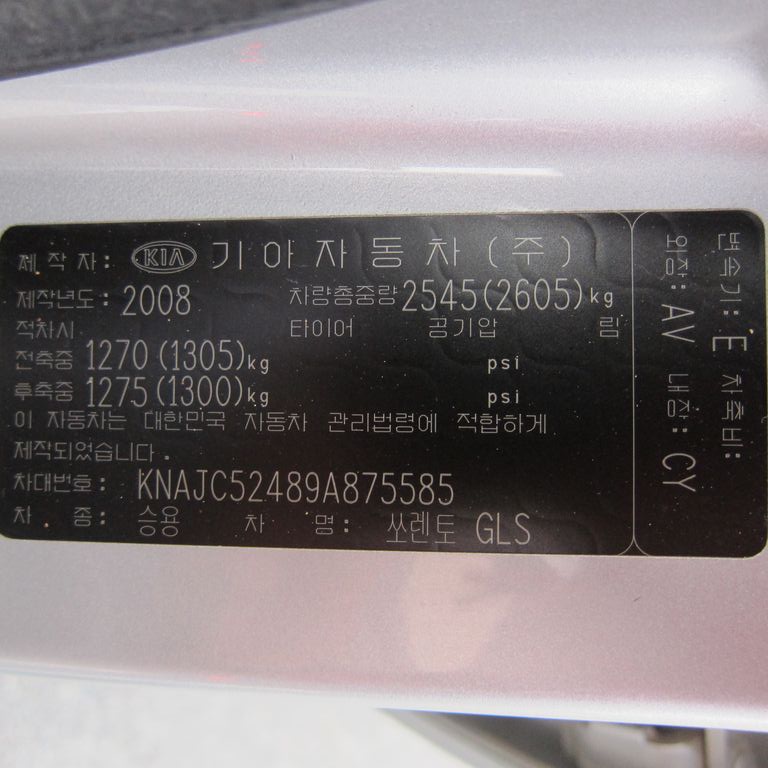 제 작 자: KIA 기아자동차(주)
제작년도: 2008 차량총중량 2545(2605)kg
적차시 타이어 공기압 림
전축중 1270(1305)kg psi
후축중 1275(1300)kg psi
이 자동차는 대한민국 자동차 관리법령에 적합하게
제작되었습니다.
차대번호: KNAJC52489A875585
차 종: 승용 차 명: 쏘렌토 GLS
변속기: E 차축비:
외장: AV 내장: CY